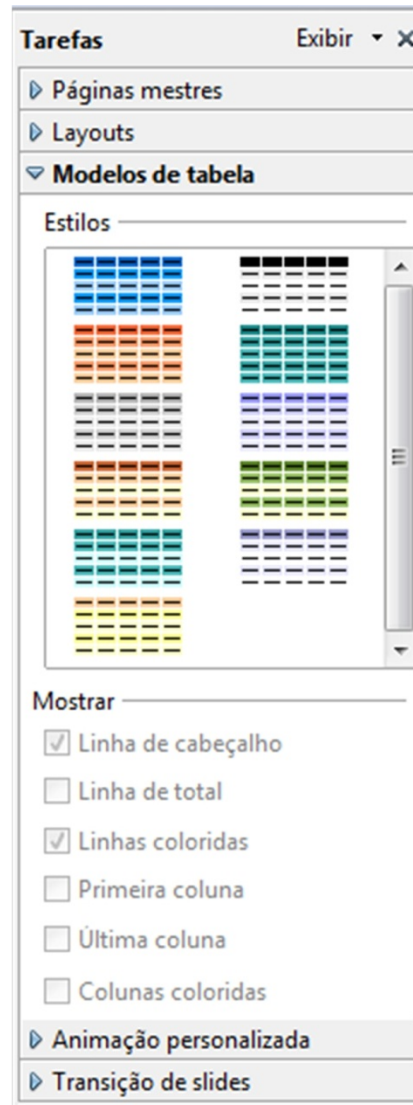 Tarefas Exibir
Páginas mestres
Layouts
Modelos de tabela
Estilos
Mostrar
Linha de cabeçalho
Linha de total
Linhas coloridas
Primeira coluna
Última coluna
Colunas coloridas
Animação personalizada
Transição de slides